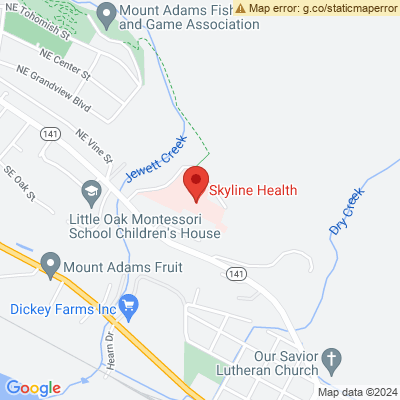 Map error: g.co/staticmaperror
NE Tohomish St
Mount Adams Fish
and Game Association
NE Center St
NE Grandview Blvd
141
NE Vine St
Jewett Creek
SE Oak St
Skyline Health
Little Oak Montessori
School Children's House
Dry Creek
Mount Adams Fruit
141
Dickey Farms Inc
Hearn Dr
Our Savior
Lutheran Church
Google
Map data ©2024